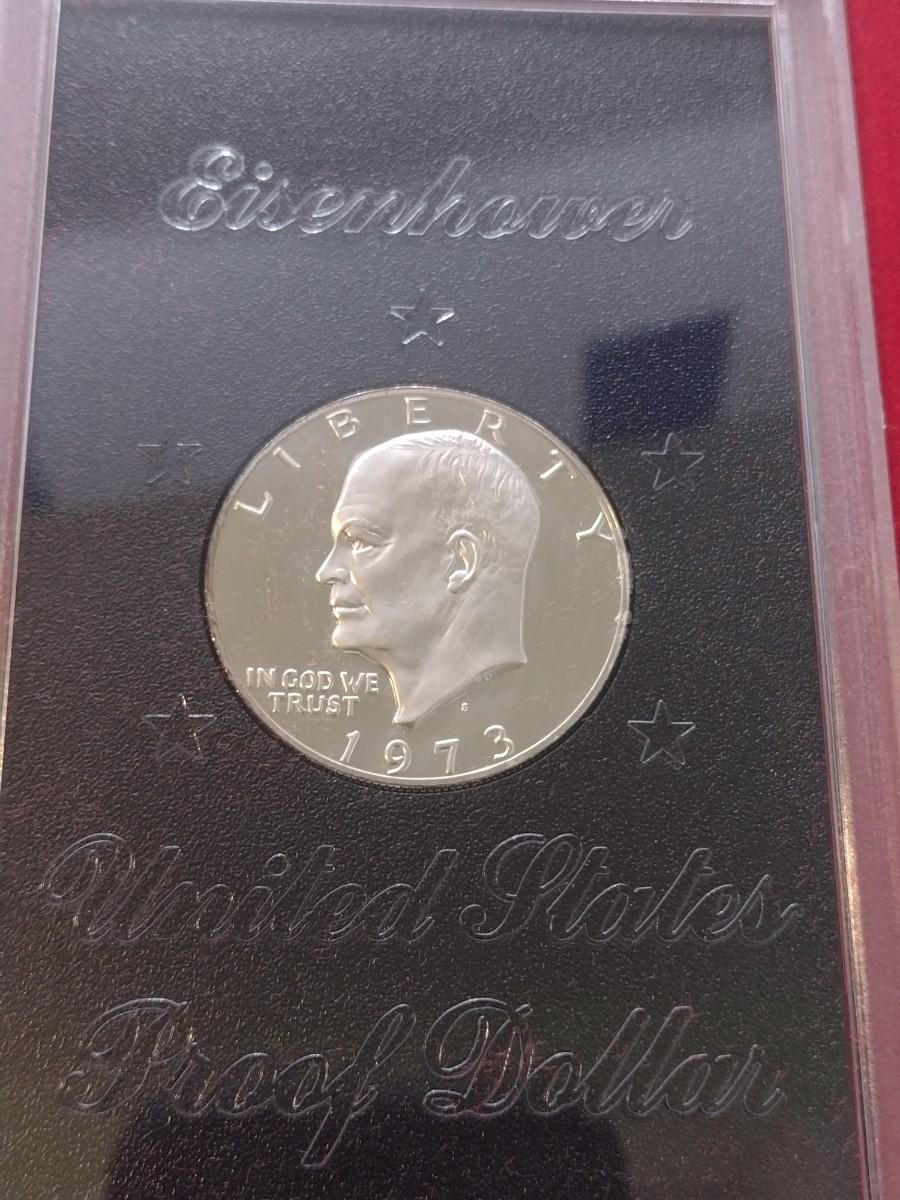 Eisenhower
LIBERTY
IN GOD WE
TRUST
S
1973
United States
Proof Dollar